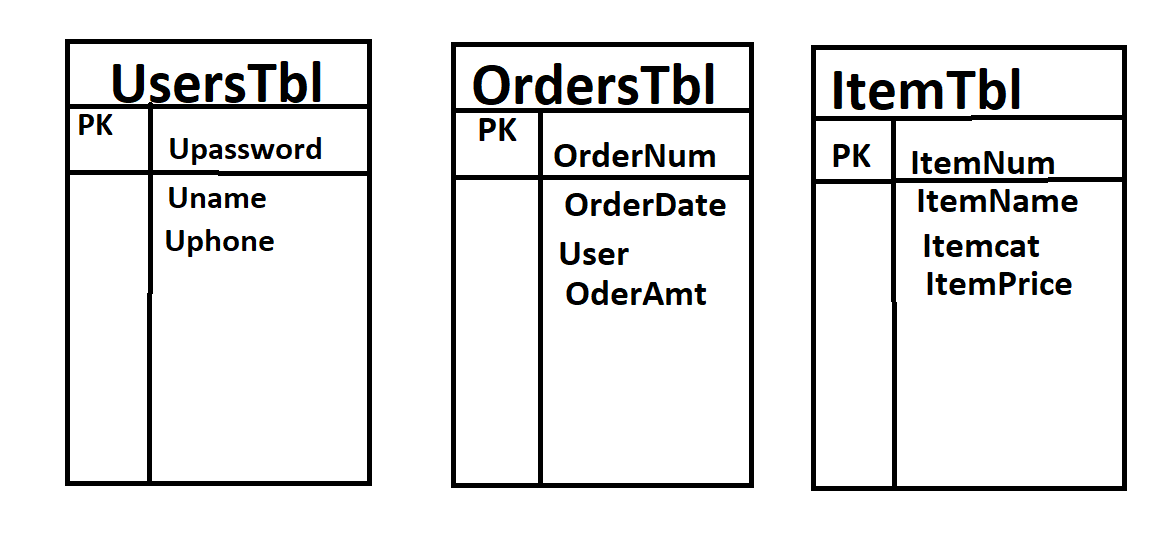 UsersTbl
PK
Upassword
Uname
Uphone
OrdersTbl
PK
OrderNum
OrderDate
User
OderAmt
ItemTbl
PK
ItemNum
ItemName
Itemcat
ItemPrice